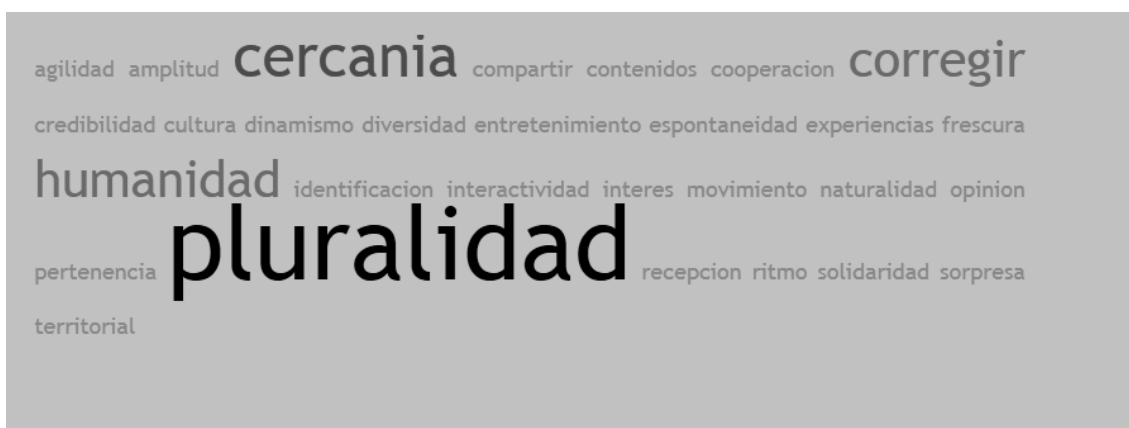 agilidad amplitud cercania compartir contenidos cooperacion corregir
credibilidad cultura dinamismo diversidad entretenimiento espontaneidad experiencias frescura
humanidad identificacion interactividad interes movimiento naturalidad opinion
pertenencia pluralidad recepcion ritmo solidaridad sorpresa
territorial